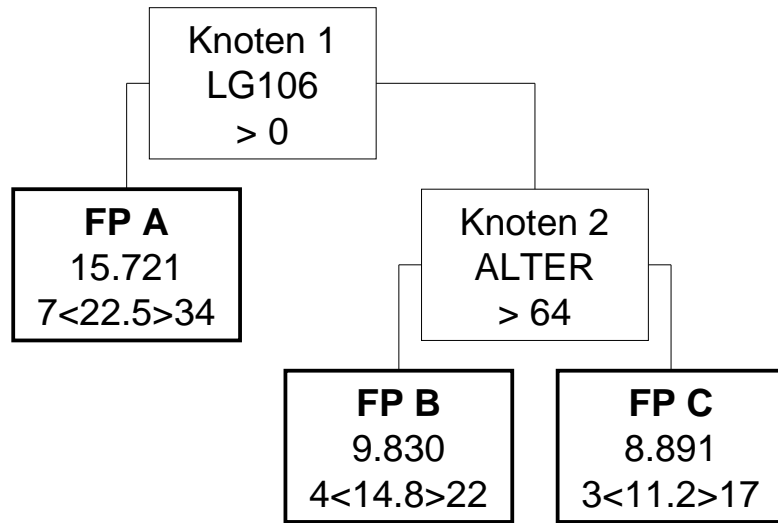 Knoten 1
LG106
> 0
FP A
15.721
7<22.5>34
Knoten 2
ALTER
> 64
FP B
9.830
4<14.8>22
FP C
8.891
3<11.2>17